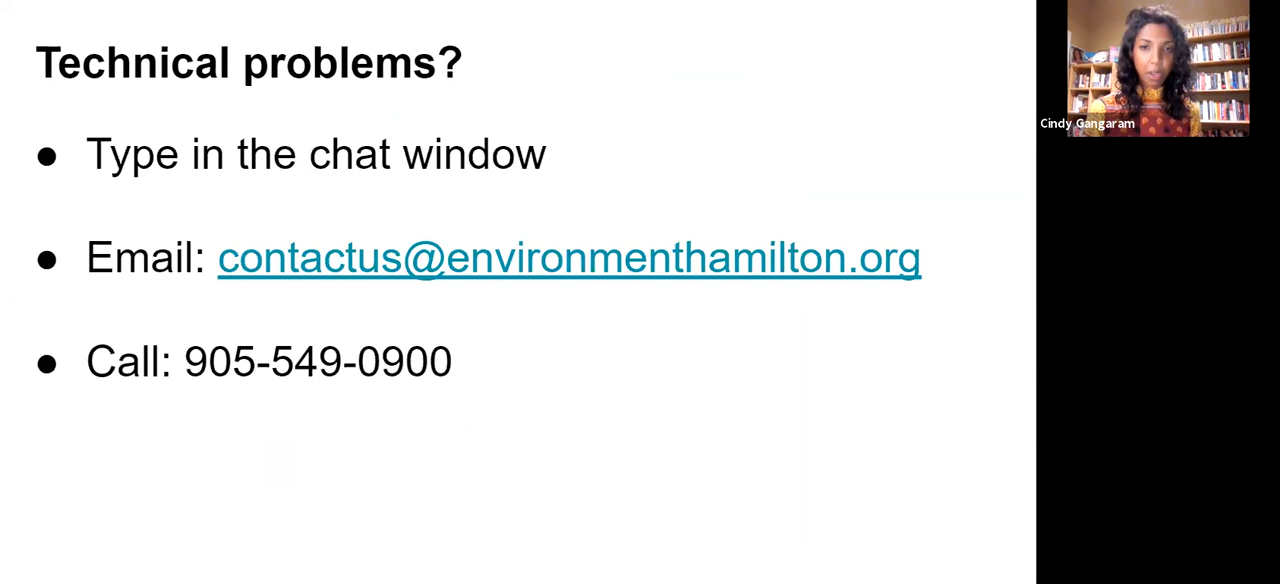 Technical problems?
● Type in the chat window
● Email: contactus@environmenthamilton.org
● Call: 905-549-0900
Cindy Gangaram